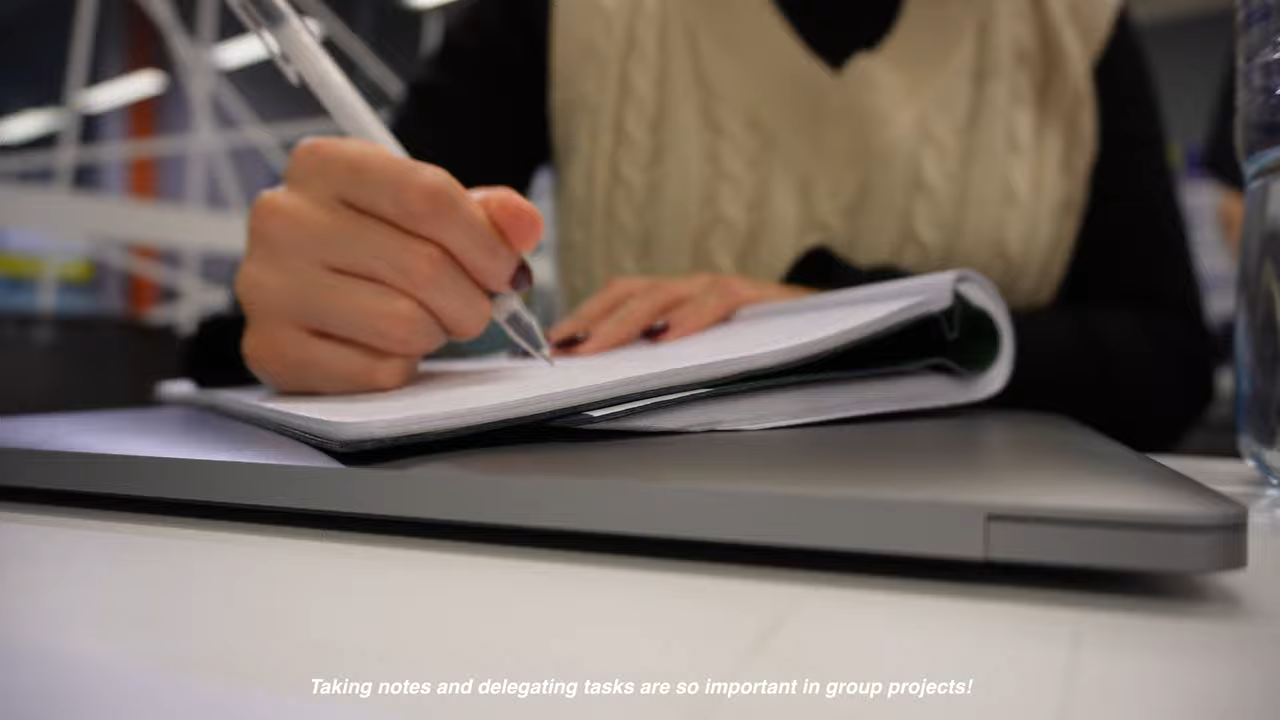 Taking notes and delegating tasks are so important in group projects!